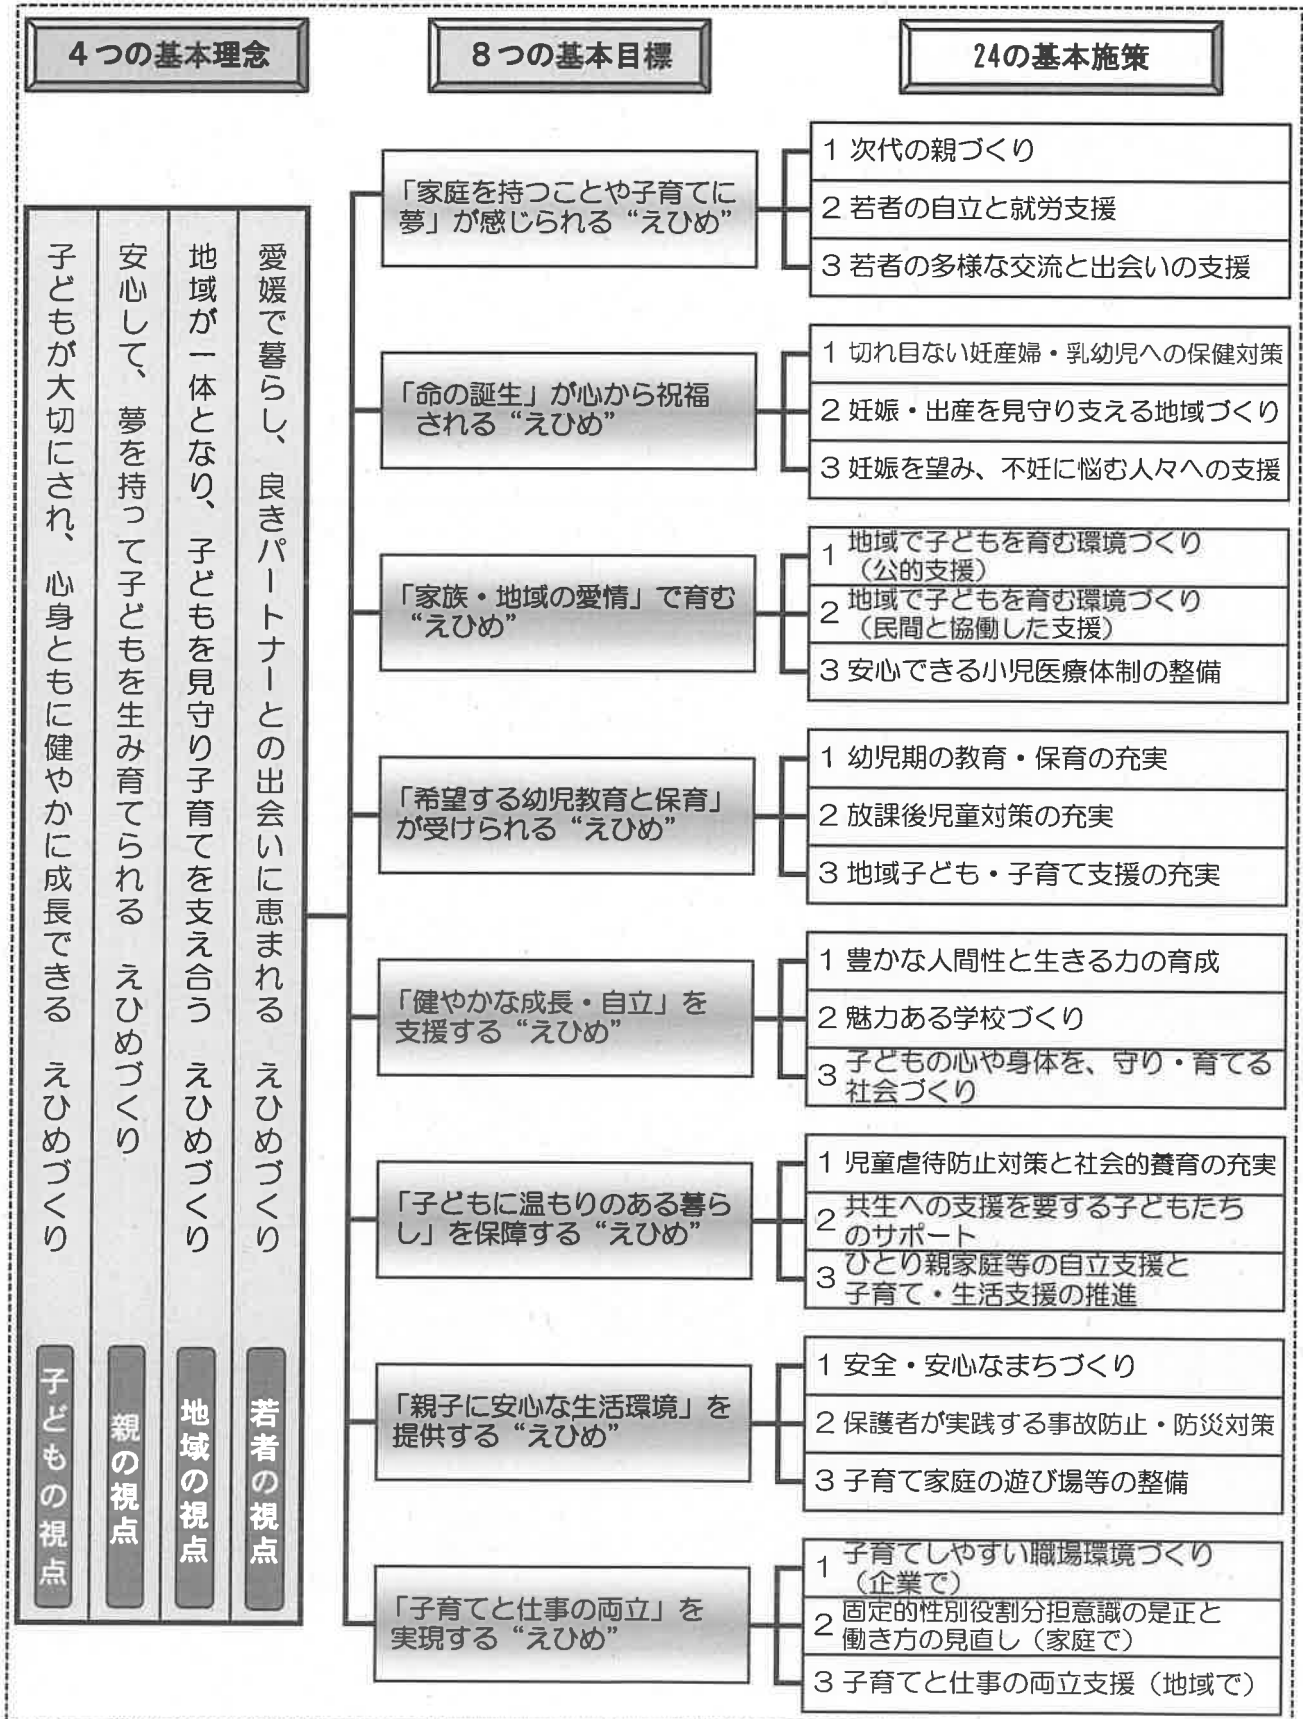 4つの基本理念
8つの基本目標
24の基本施策
愛媛で暮らし、良きパートナーとの出会いに恵まれる えひめづくり
若者の視点
地域が一体となり、子どもを見守り子育てを支え合う えひめづくり
地域の視点
安心して、夢を持って子どもを生み育てられる えひめづくり
親の視点
子どもが大切にされ、心身ともに健やかに成長できる えひめづくり
子どもの視点
「家庭を持つことや子育てに
夢」が感じられる“えひめ”
1 次代の親づくり
2 若者の自立と就労支援
3 若者の多様な交流と出会いの支援
「命の誕生」が心から祝福
される“えひめ”
1 切れ目ない妊産婦・乳幼児への保健対策
2 妊娠・出産を見守り支える地域づくり
3 妊娠を望み、不妊に悩む人々への支援
「家族・地域の愛情」で育む
“えひめ”
1 地域で子どもを育む環境づくり
（公的支援）
2 地域で子どもを育む環境づくり
（民間と協働した支援）
3 安心できる小児医療体制の整備
「希望する幼児教育と保育」
が受けられる“えひめ”
1 幼児期の教育・保育の充実
2 放課後児童対策の充実
3 地域子ども・子育て支援の充実
「健やかな成長・自立」を
支援する“えひめ”
1 豊かな人間性と生きる力の育成
2 魅力ある学校づくり
3 子どもの心や身体を、守り・育てる
社会づくり
「子どもに温もりのある暮ら
し」を保障する“えひめ”
1 児童虐待防止対策と社会的養育の充実
2 共生への支援を要する子どもたち
のサポート
3 ひとり親家庭等の自立支援と
子育て・生活支援の推進
「親子に安心な生活環境」を
提供する“えひめ”
1 安全・安心なまちづくり
2 保護者が実践する事故防止・防災対策
3 子育て家庭の遊び場等の整備
「子育てと仕事の両立」を
実現する“えひめ”
1 子育てしやすい職場環境づくり
（企業で）
2 固定的性別役割分担意識の是正と
働き方の見直し（家庭で）
3 子育てと仕事の両立支援（地域で）